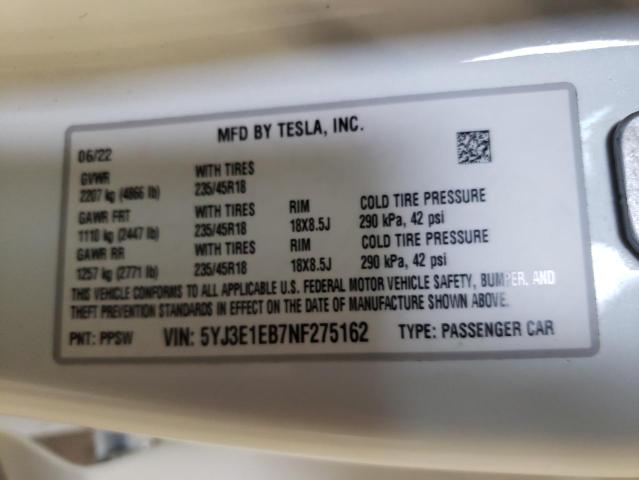 MFD BY TESLA, INC.
06/22
GVWR WITH TIRES
2207 kg (4866 lb) 235/45R18
GAWR FRT WITH TIRES RIM COLD TIRE PRESSURE
1110 kg (2447 lb) 235/45R18 18X8.5J 290 kPa, 42 psi
GAWR RR WITH TIRES RIM COLD TIRE PRESSURE
1257 kg (2771 lb) 235/45R18 18X8.5J 290 kPa, 42 psi
THIS VEHICLE CONFORMS TO ALL APPLICABLE U.S. FEDERAL MOTOR VEHICLE SAFETY, BUMPER, AND
THEFT PREVENTION STANDARDS IN EFFECT ON THE DATE OF MANUFACTURE SHOWN ABOVE.
PNT: PPSW VIN: 5YJ3E1EB7NF275162 TYPE: PASSENGER CAR